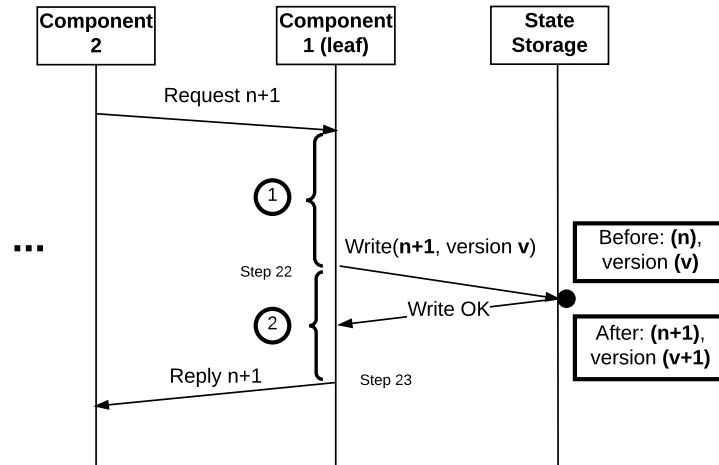 Component
2
Component
1 (leaf)
State
Storage
Request n+1
1
...
Write(n+1, version v)
Before: (n),
version (v)
Step 22
Write OK
2
After: (n+1),
version (v+1)
Reply n+1
Step 23